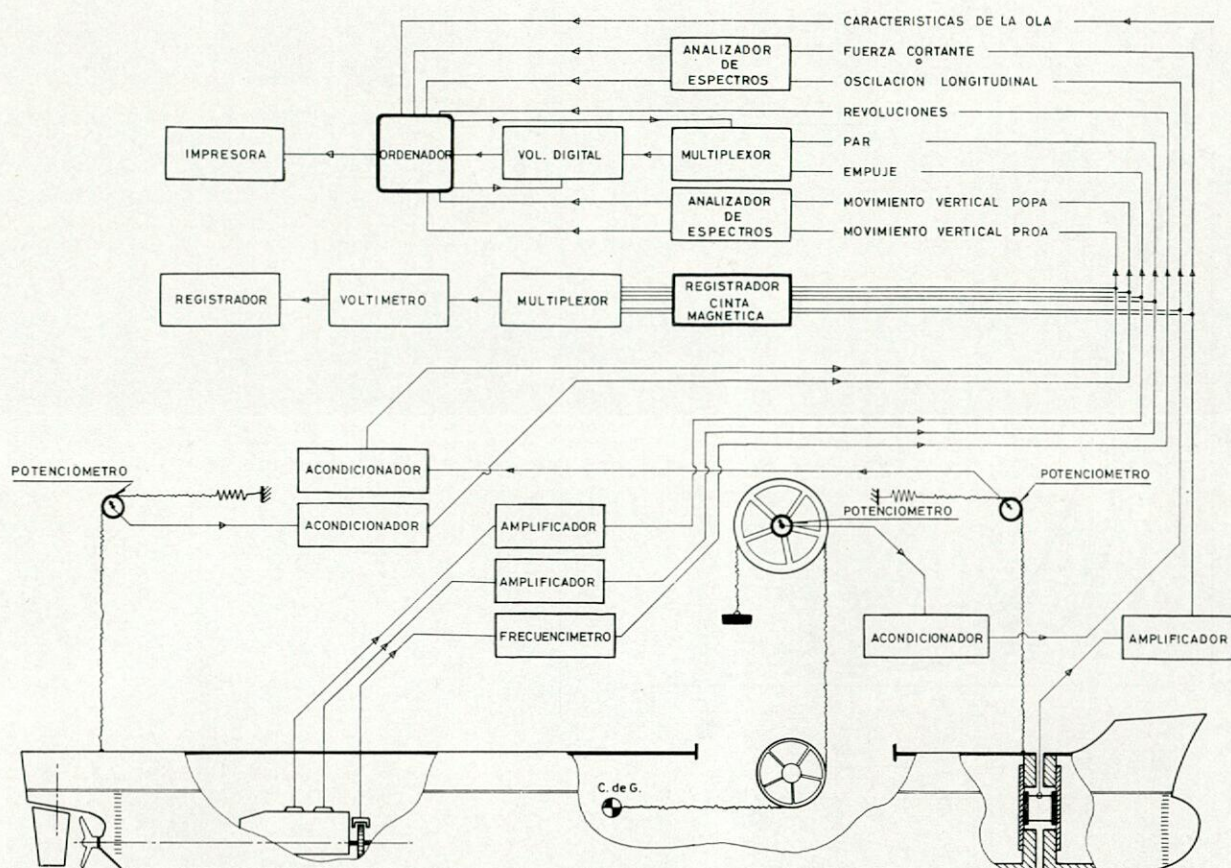 CARACTERISTICAS DE LA OLA
ANALIZADOR
DE
ESPECTROS
FUERZA CORTANTE
o
OSCILACION LONGITUDINAL
REVOLUCIONES
IMPRESORA
ORDENADOR
VOL. DIGITAL
MULTIPLEXOR
PAR
EMPUJE
ANALIZADOR
DE
ESPECTROS
MOVIMIENTO VERTICAL POPA
MOVIMIENTO VERTICAL PROA
REGISTRADOR
VOLTIMETRO
MULTIPLEXOR
REGISTRADOR
CINTA
MAGNETICA
POTENCIOMETRO
ACONDICIONADOR
ACONDICIONADOR
AMPLIFICADOR
AMPLIFICADOR
FRECUENCIMETRO
POTENCIOMETRO
POTENCIOMETRO
ACONDICIONADOR
AMPLIFICADOR
C. de G.